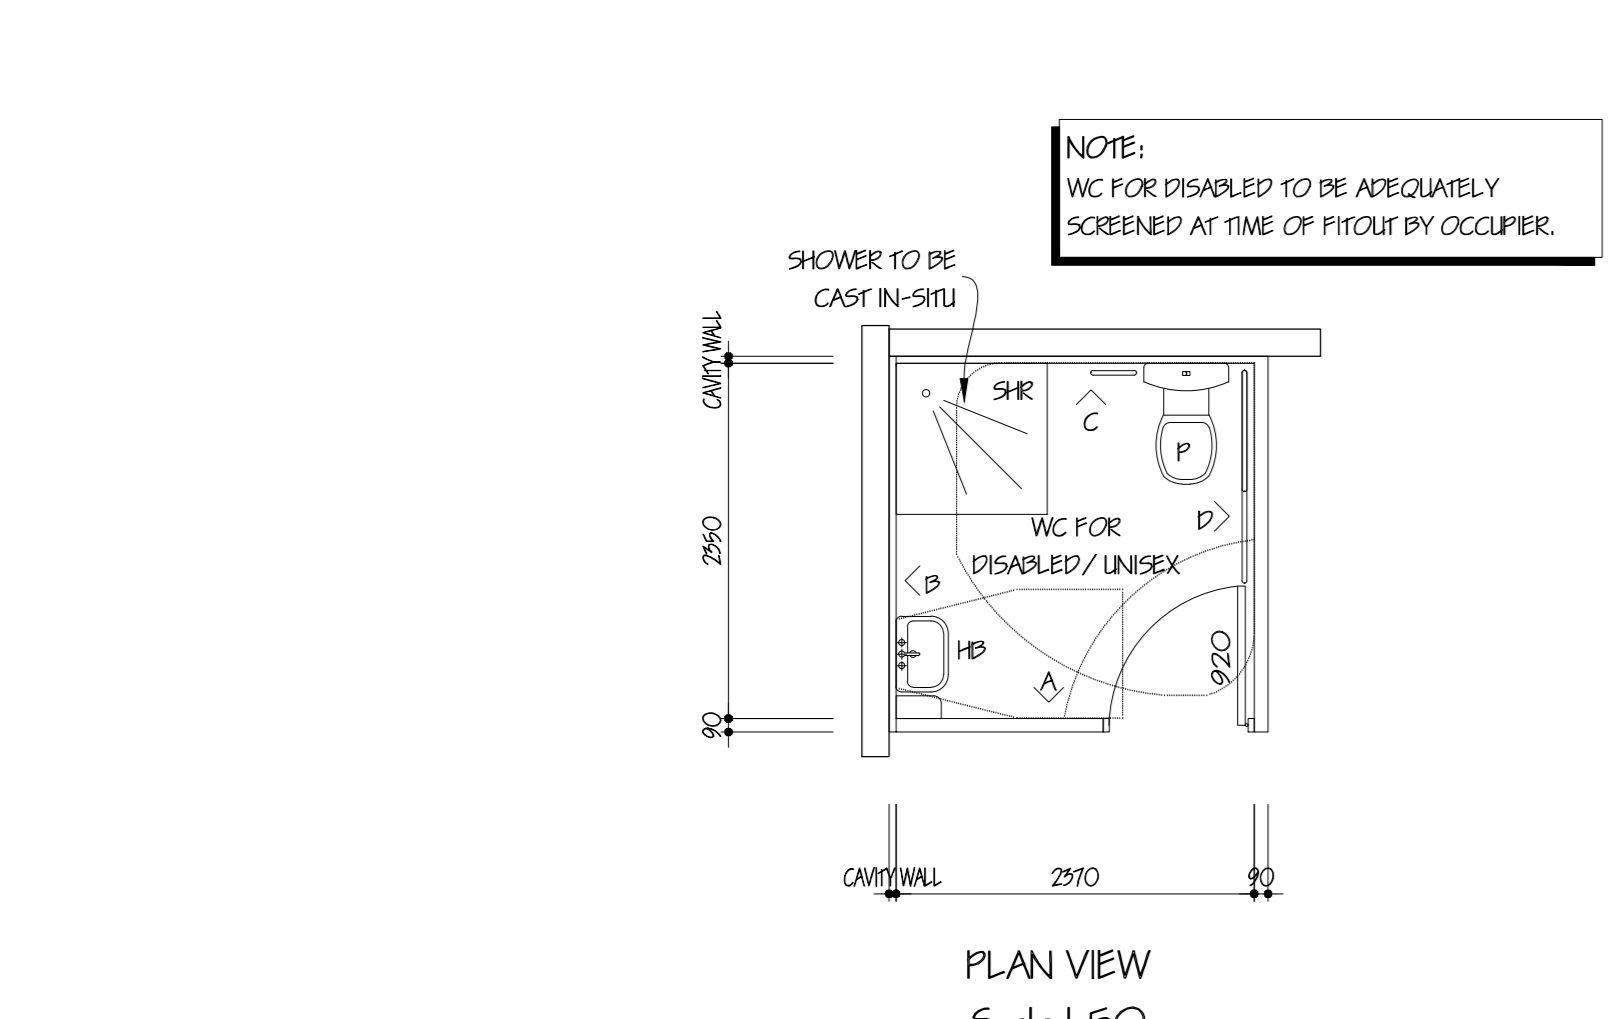 NOTE:
WC FOR DISABLED TO BE ADEQUATELY
SCREENED AT TIME OF FITOUT BY OCCUPIER.
SHOWER TO BE
CAST IN-SITU
CAVITY WALL
SHR
C
P
2350
D
WC FOR
DISABLED/ UNISEX
B
HB
920
A
90
CAVITY WALL
2370
90
PLAN VIEW